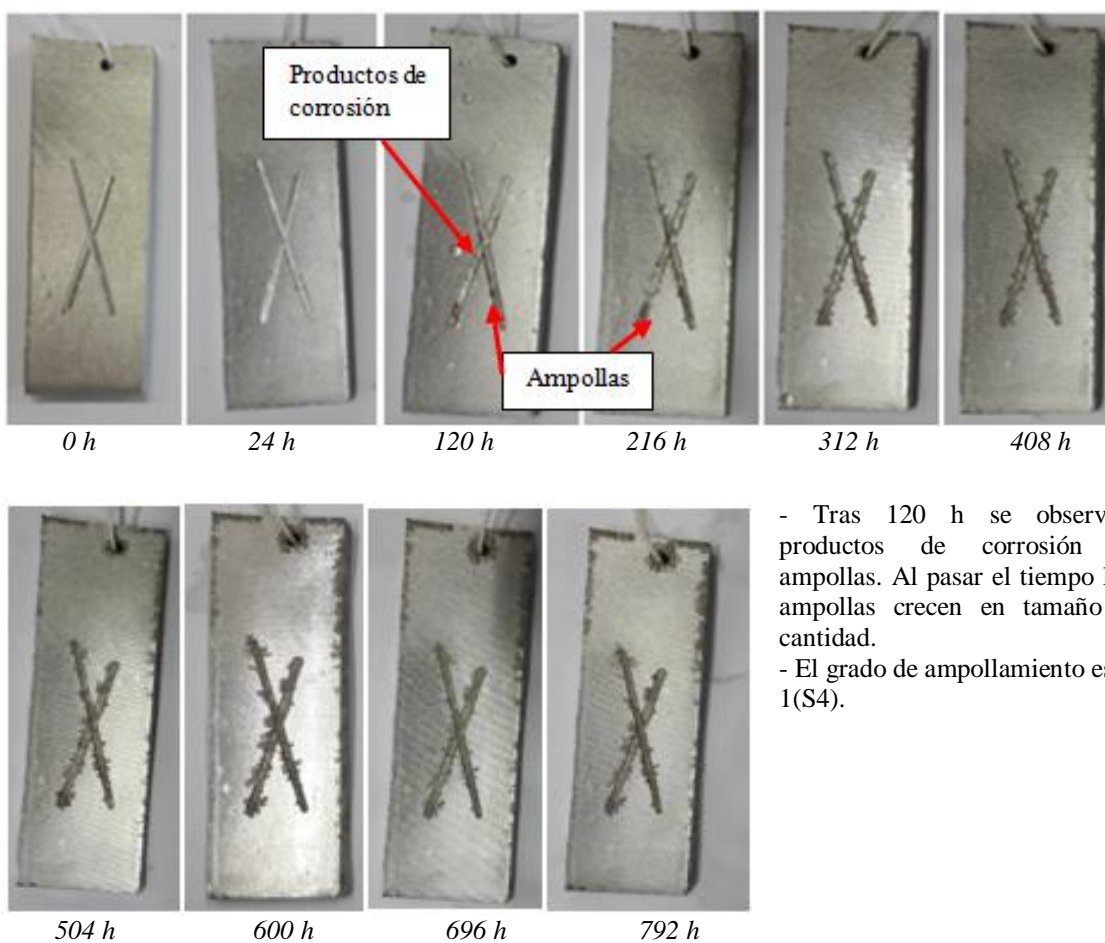 Productos de
corrosión
Ampollas
0 h 24 h 120 h 216 h 312 h 408 h
- Tras 120 h se observ
productos de corrosión
ampollas. Al pasar el tiempo l
ampollas crecen en tamaño
cantidad.
- El grado de ampollamiento es
1(S4).
504 h 600 h 696 h 792 h